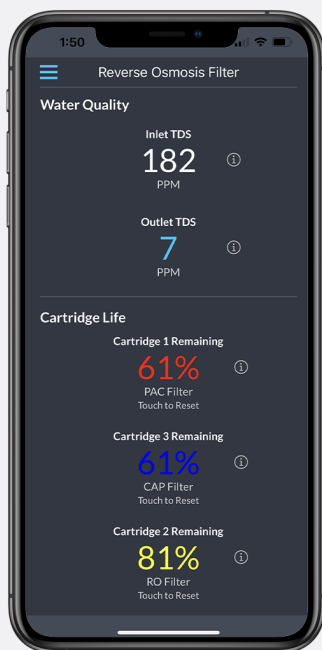 1:50
Reverse Osmosis Filter
Water Quality
Inlet TDS
182
PPM
Outlet TDS
7
PPM
Cartridge Life
Cartridge 1 Remaining
61%
PAC Filter
Touch to Reset
Cartridge 3 Remaining
61%
CAP Filter
Touch to Reset
Cartridge 2 Remaining
81%
RO Filter
Touch to Reset